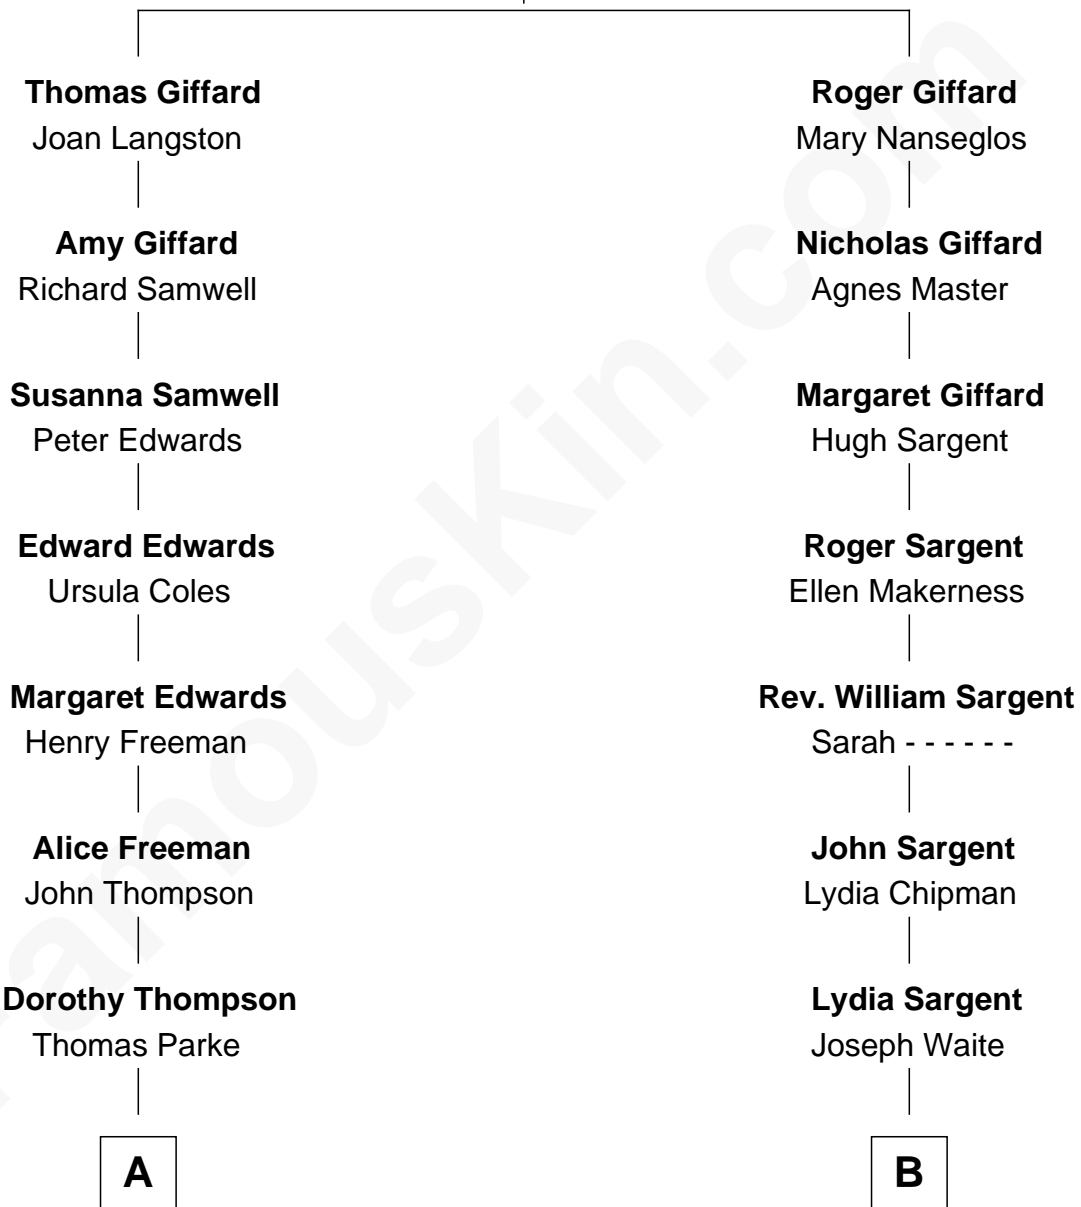 Thomas Giffard
Joan Langston
Amy Giffard
Richard Samwell
Susanna Samwell
Peter Edwards
Edward Edwards
Ursula Coles
Margaret Edwards
Henry Freeman
Alice Freeman
John Thompson
Dorothy Thompson
Thomas Parke
A
Roger Giffard
Mary Nanseglos
Nicholas Giffard
Agnes Master
Margaret Giffard
Hugh Sargent
Roger Sargent
Ellen Makerness
Rev. William Sargent
Sarah - - - - - -
John Sargent
Lydia Chipman
Lydia Sargent
Joseph Waite
B
FamousKin.com